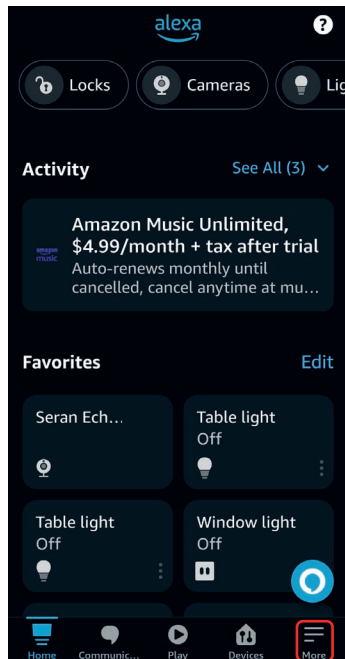 alexa
?
Locks
Cameras
Lig
Activity
See All (3)
amazon
music
Amazon Music Unlimited,
$4.99/month + tax after trial
Auto-renews monthly until
cancelled, cancel anytime at mu...
Favorites
Edit
Seran Ech...
Table light
Off
Table light
Off
Window light
Off
Home
Communic...
Play
Devices
More